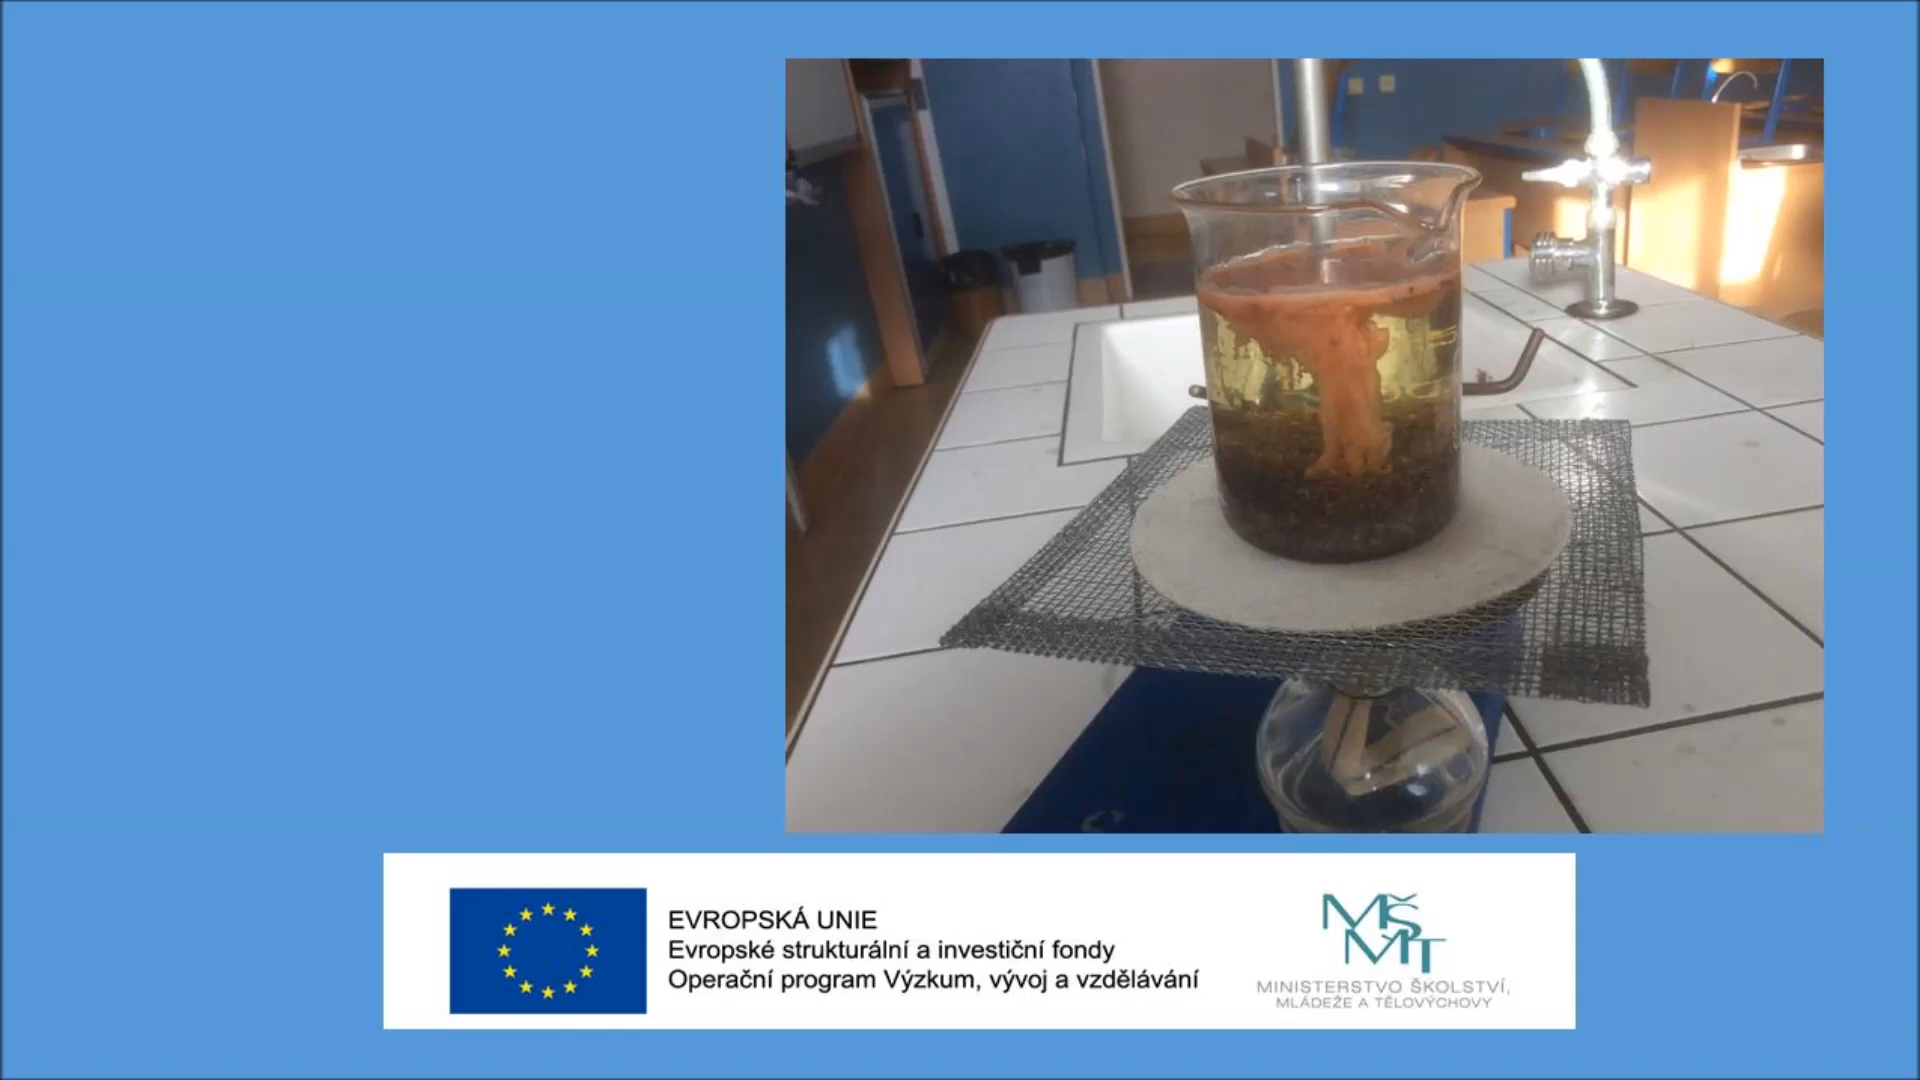 EVROPSKÁ UNIE
Evropské strukturální a investiční fondy
Operační program Výzkum, vývoj a vzdělávání
MŠMT
MINISTERSTVO ŠKOLSTVÍ,
MLÁDEŽE A TĚLOVÝCHOVY